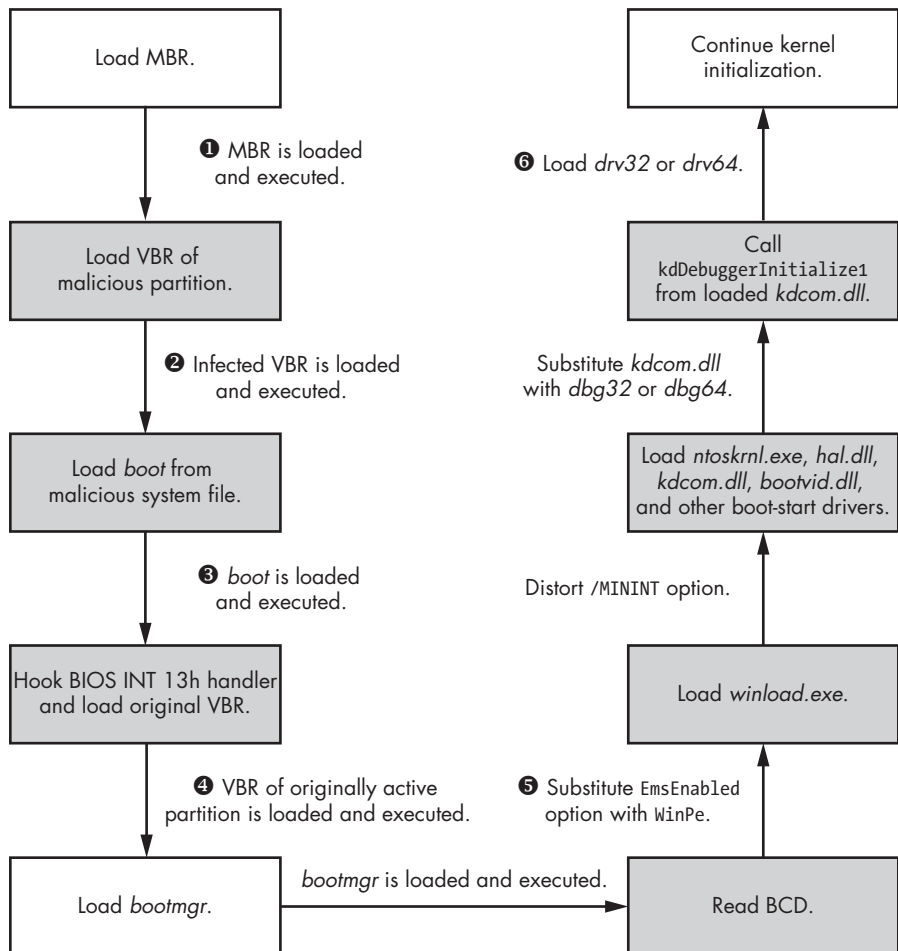 Load MBR.
❶ MBR is loaded
and executed.
Load VBR of
malicious partition.
❷ Infected VBR is loaded
and executed.
Load boot from
malicious system file.
❸ boot is loaded
and executed.
Hook BIOS INT 13h handler
and load original VBR.
❹ VBR of originally active
partition is loaded and executed.
Load bootmgr.
bootmgr is loaded and executed.
Read BCD.
❺ Substitute EmsEnabled
option with WinPe.
Load winload.exe.
Distort /MININT option.
Load ntoskrnl.exe, hal.dll,
kdcom.dll, bootvid.dll,
and other boot-start drivers.
Substitute kdcom.dll
with dbg32 or dbg64.
Call
kdDebuggerInitialize1
from loaded kdcom.dll.
❻ Load drv32 or drv64.
Continue kernel
initialization.